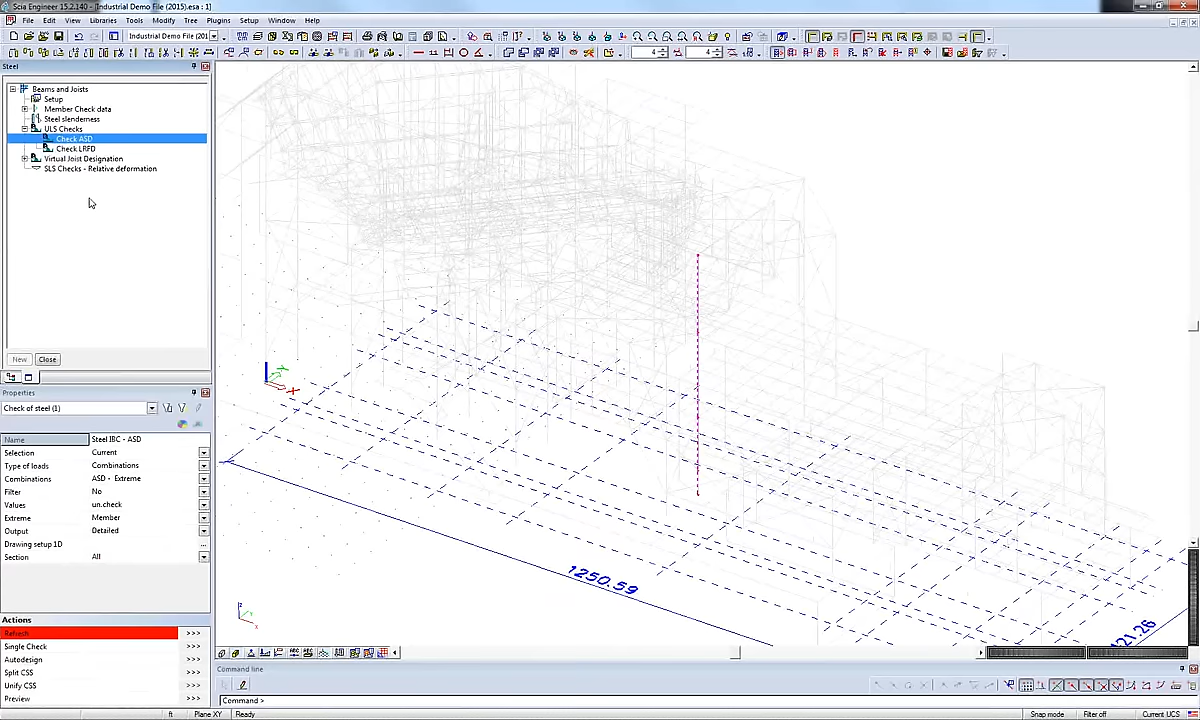 Scia Engineer 15.2.140 - [Industrial Demo File (2015).esa : 1]
File Edit View Libraries Tools Modify Tree Plugins Setup Window Help
Industrial Demo File (201
4 4
Steel
Beams and Joists
Setup
Member Check data
Steel slenderness
ULS Checks
Check ASD
Check LRFD
Virtual Joist Designation
SLS Checks - Relative deformation
New Close
Properties
Check of steel (1)
Name Steel IBC - ASD
Selection Current
Type of loads Combinations
Combinations ASD - Extreme
Filter No
Values un.check
Extreme Member
Output Detailed
Drawing setup 1D ...
Section All
Actions
Refresh >>>
Single Check >>>
Autodesign >>>
Split CSS >>>
Unify CSS >>>
Preview >>>
1250.59
X
Command line
Command >
ft Plane XY Ready Snap mode Filter off Current UCS